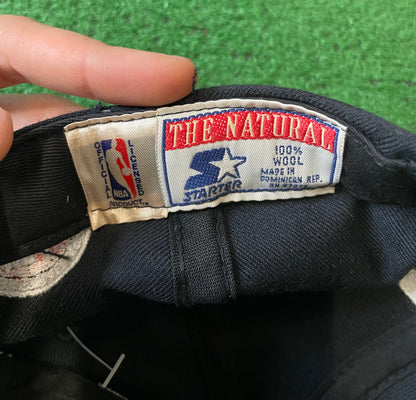 OFFICIAL
NBA
LICENSED
PRODUCT
THE NATURAL
STARTER
100%
WOOL
MADE IN
DOMINICAN REP.